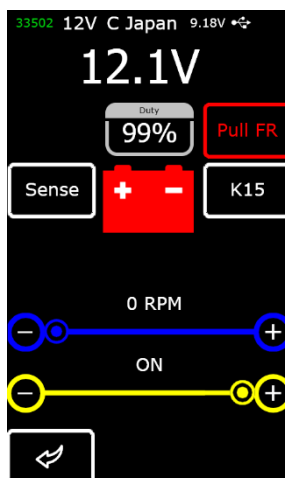 33502 12V C Japan 9.18V
12.1V
Duty
99%
Pull FR
Sense
+ -
K15
0 RPM
- +
ON
- +